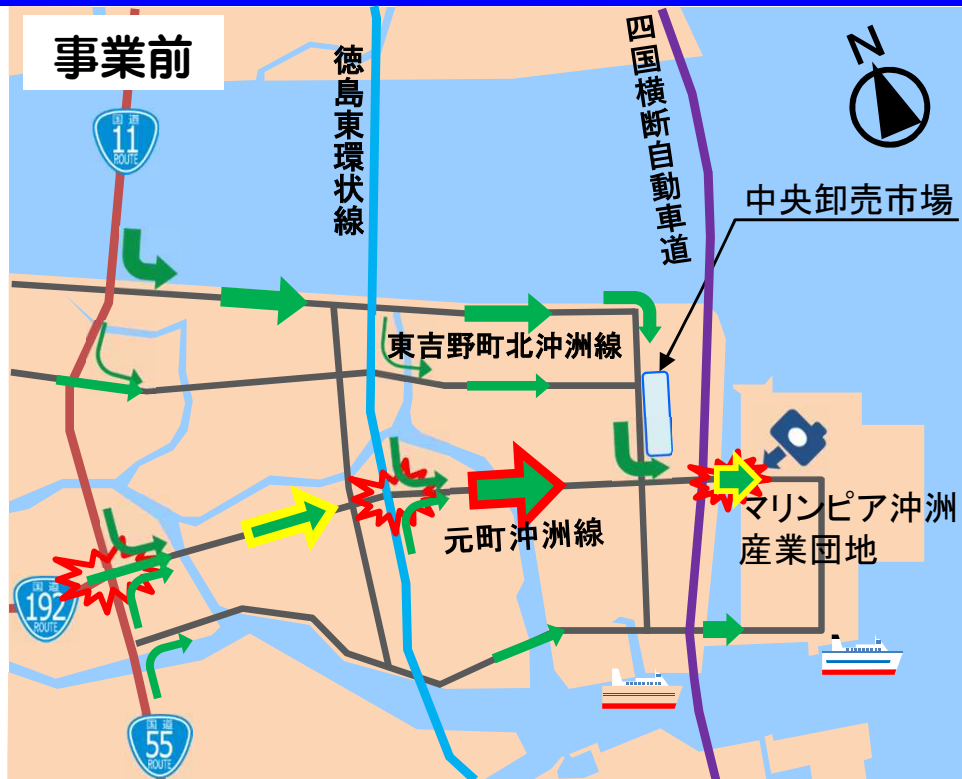 事業前
国道
11
ROUTE
徳島東環状線
四国横断自動車道
N
中央卸売市場
東吉野町北沖洲線
元町沖洲線
マリンピア沖洲
産業団地
国道
192
ROUTE
国道
55
ROUTE